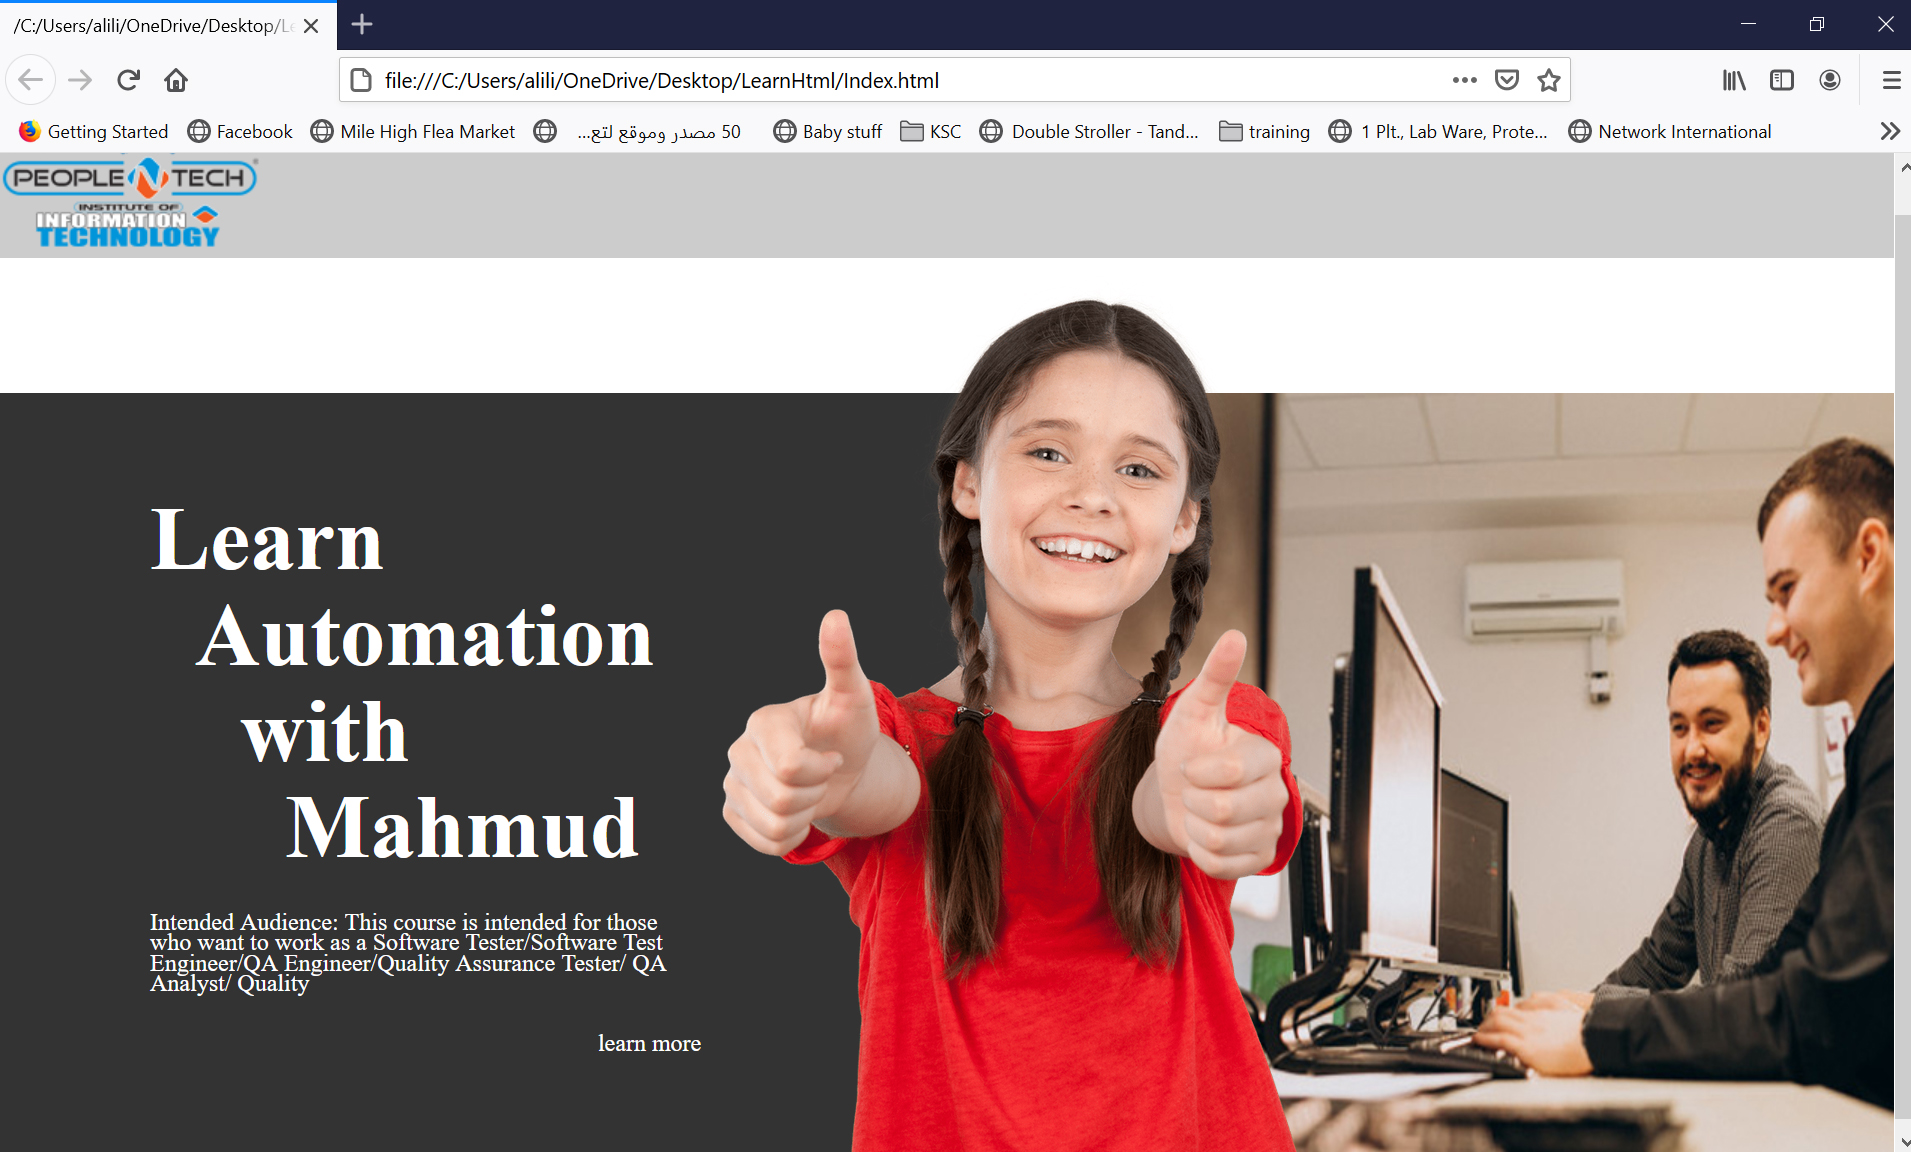 /C:/Users/alili/OneDrive/Desktop/Le
file:///C:/Users/alili/OneDrive/Desktop/LearnHtml/Index.html
Getting Started Facebook Mile High Flea Market 50 مصدر وموقع لتع... Baby stuff KSC Double Stroller - Tand... training 1 Plt., Lab Ware, Prote... Network International
PEOPLE N TECH
INSTITUTE OF
INFORMATION
TECHNOLOGY
Learn
Automation
with
Mahmud
Intended Audience: This course is intended for those
who want to work as a Software Tester/Software Test
Engineer/QA Engineer/Quality Assurance Tester/ QA
Analyst/ Quality
learn more